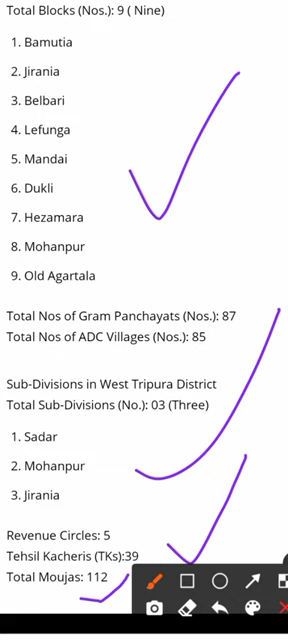 Total Blocks (Nos.): 9 ( Nine)
1. Bamutia
2. Jirania
3. Belbari
4. Lefunga
5. Mandai
6. Dukli
7. Hezamara
8. Mohanpur
9. Old Agartala
Total Nos of Gram Panchayats (Nos.): 87
Total Nos of ADC Villages (Nos.): 85
Sub-Divisions in West Tripura District
Total Sub-Divisions (No.): 03 (Three)
1. Sadar
2. Mohanpur
3. Jirania
Revenue Circles: 5
Tehsil Kacheris (TKs):39
Total Moujas: 112